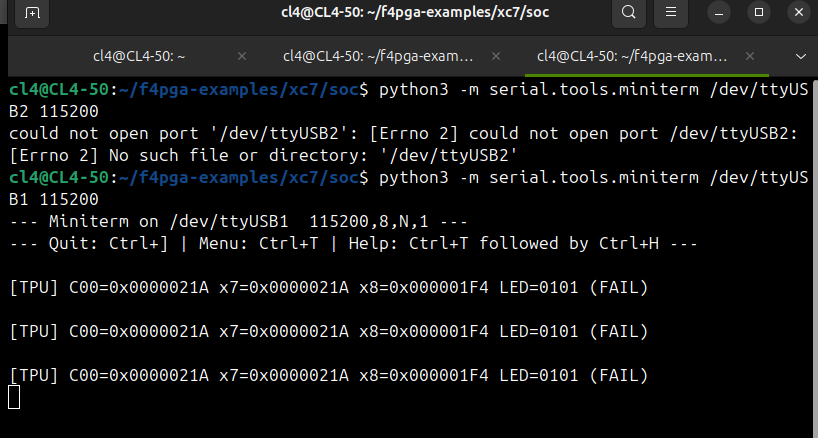 cl4@CL4-50: ~/f4pga-examples/xc7/soc
cl4@CL4-50: ~
cl4@CL4-50: ~/f4pga-exam…
cl4@CL4-50: ~/f4pga-exam…
cl4@CL4-50:~/f4pga-examples/xc7/soc$ python3 -m serial.tools.miniterm /dev/ttyUS
B2 115200
could not open port '/dev/ttyUSB2': [Errno 2] could not open port /dev/ttyUSB2:
[Errno 2] No such file or directory: '/dev/ttyUSB2'
cl4@CL4-50:~/f4pga-examples/xc7/soc$ python3 -m serial.tools.miniterm /dev/ttyUS
B1 115200
--- Miniterm on /dev/ttyUSB1  115200,8,N,1 ---
--- Quit: Ctrl+] | Menu: Ctrl+T | Help: Ctrl+T followed by Ctrl+H ---
[TPU] C00=0x0000021A x7=0x0000021A x8=0x000001F4 LED=0101 (FAIL)
[TPU] C00=0x0000021A x7=0x0000021A x8=0x000001F4 LED=0101 (FAIL)
[TPU] C00=0x0000021A x7=0x0000021A x8=0x000001F4 LED=0101 (FAIL)